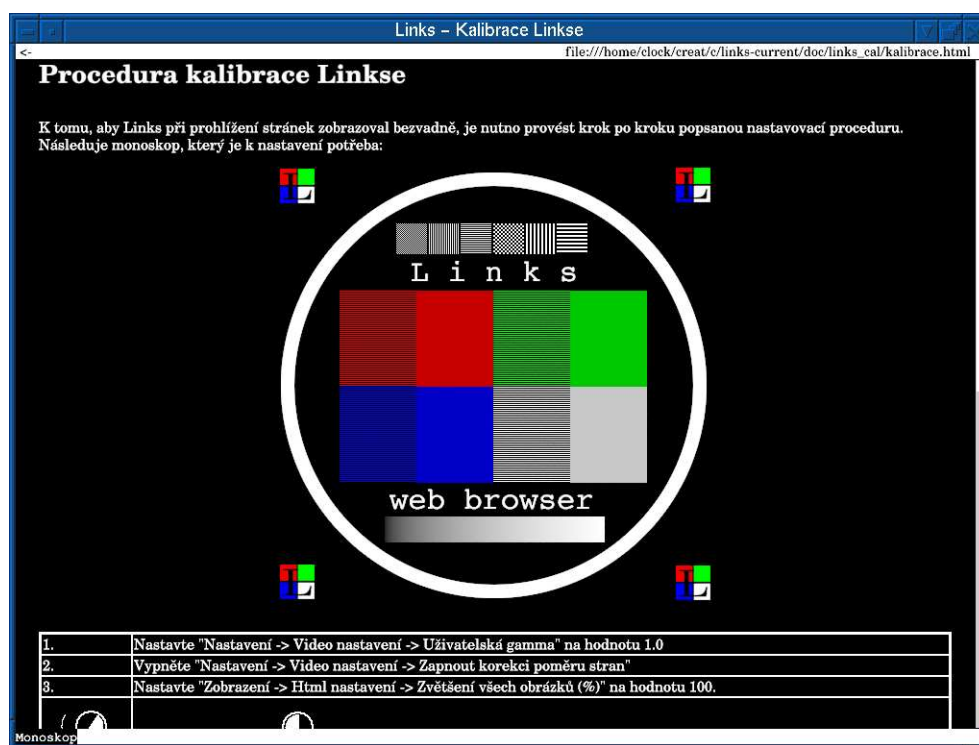 Links – Kalibrace Linkse
<-
file:///home/clock/creat/c/links-current/doc/links_cal/kalibrace.html
Procedura kalibrace Linkse
K tomu, aby Links při prohlížení stránek zobrazoval bezvadně, je nutno provést krok po kroku popsanou nastavovací proceduru.
Následuje monoskop, který je k nastavení potřeba:
L L
Links
web browser
L L
1. Nastavte "Nastavení -> Video nastavení -> Uživatelská gamma" na hodnotu 1.0
2. Vypněte "Nastavení -> Video nastavení -> Zapnout korekci poměru stran"
3. Nastavte "Zobrazení -> Html nastavení -> Zvětšení všech obrázků (%)" na hodnotu 100.
Monoskop